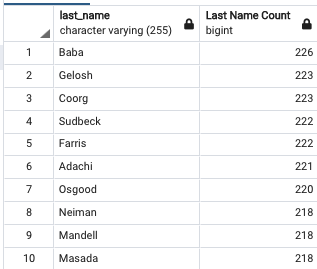 last_name Last Name Count
character varying (255) bigint
1 Baba 226
2 Gelosh 223
3 Coorg 223
4 Sudbeck 222
5 Farris 222
6 Adachi 221
7 Osgood 220
8 Neiman 218
9 Mandell 218
10 Masada 218